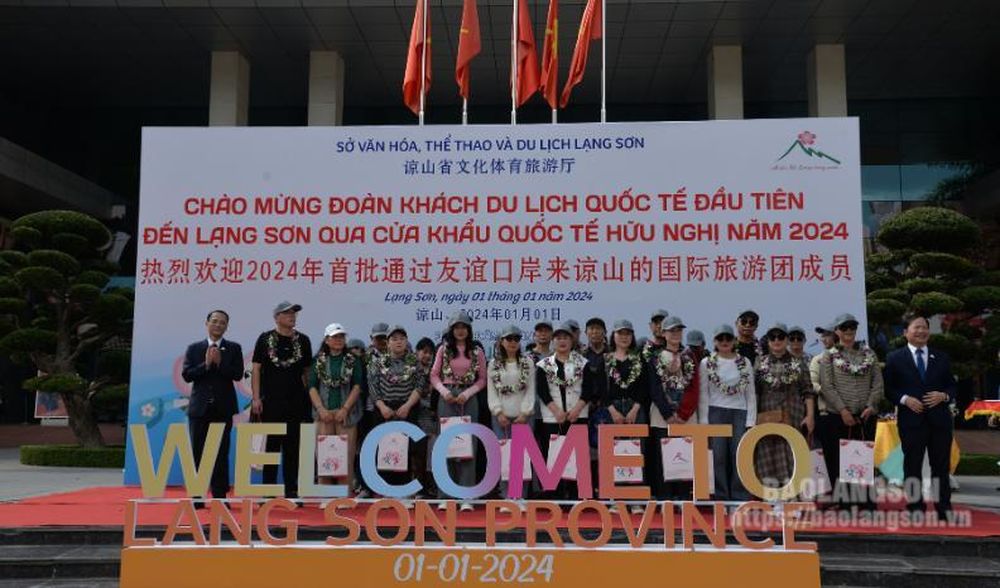 SỞ VĂN HÓA, THỂ THAO VÀ DU LỊCH LẠNG SƠN
谅山省文化体育旅游厅
CHÀO MỪNG ĐOÀN KHÁCH DU LỊCH QUỐC TẾ ĐẦU TIÊN
ĐẾN LẠNG SƠN QUA CỬA KHẨU QUỐC TẾ HỮU NGHỊ NĂM 2024
热烈欢迎2024年首批通过友谊口岸来谅山的国际旅游团成员
Lạng Sơn, ngày 01 tháng 01 năm 2024
谅山，2024年01月01日
WELCOME TO
LANG SON PROVINCE
01-01-2024
BAOLANGSON
https://baolangson.vn